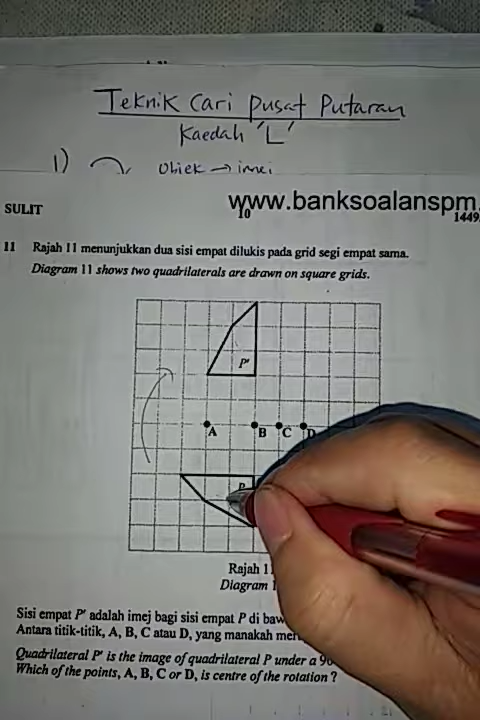 Teknik Cari Pusat Putaran
Kaedah 'L'
1) Objek → imej
SULIT
10
www.banksoalanspm.
1449
11 Rajah 11 menunjukkan dua sisi empat dilukis pada grid segi empat sama.
Diagram 11 shows two quadrilaterals are drawn on square grids.
P'
A B C D
P
Rajah 1
Diagram 1
Sisi empat P' adalah imej bagi sisi empat P di baw
Antara titik-titik, A, B, C atau D, yang manakah mer
Quadrilateral P' is the image of quadrilateral P under a 90
Which of the points, A, B, C or D, is centre of the rotation ?